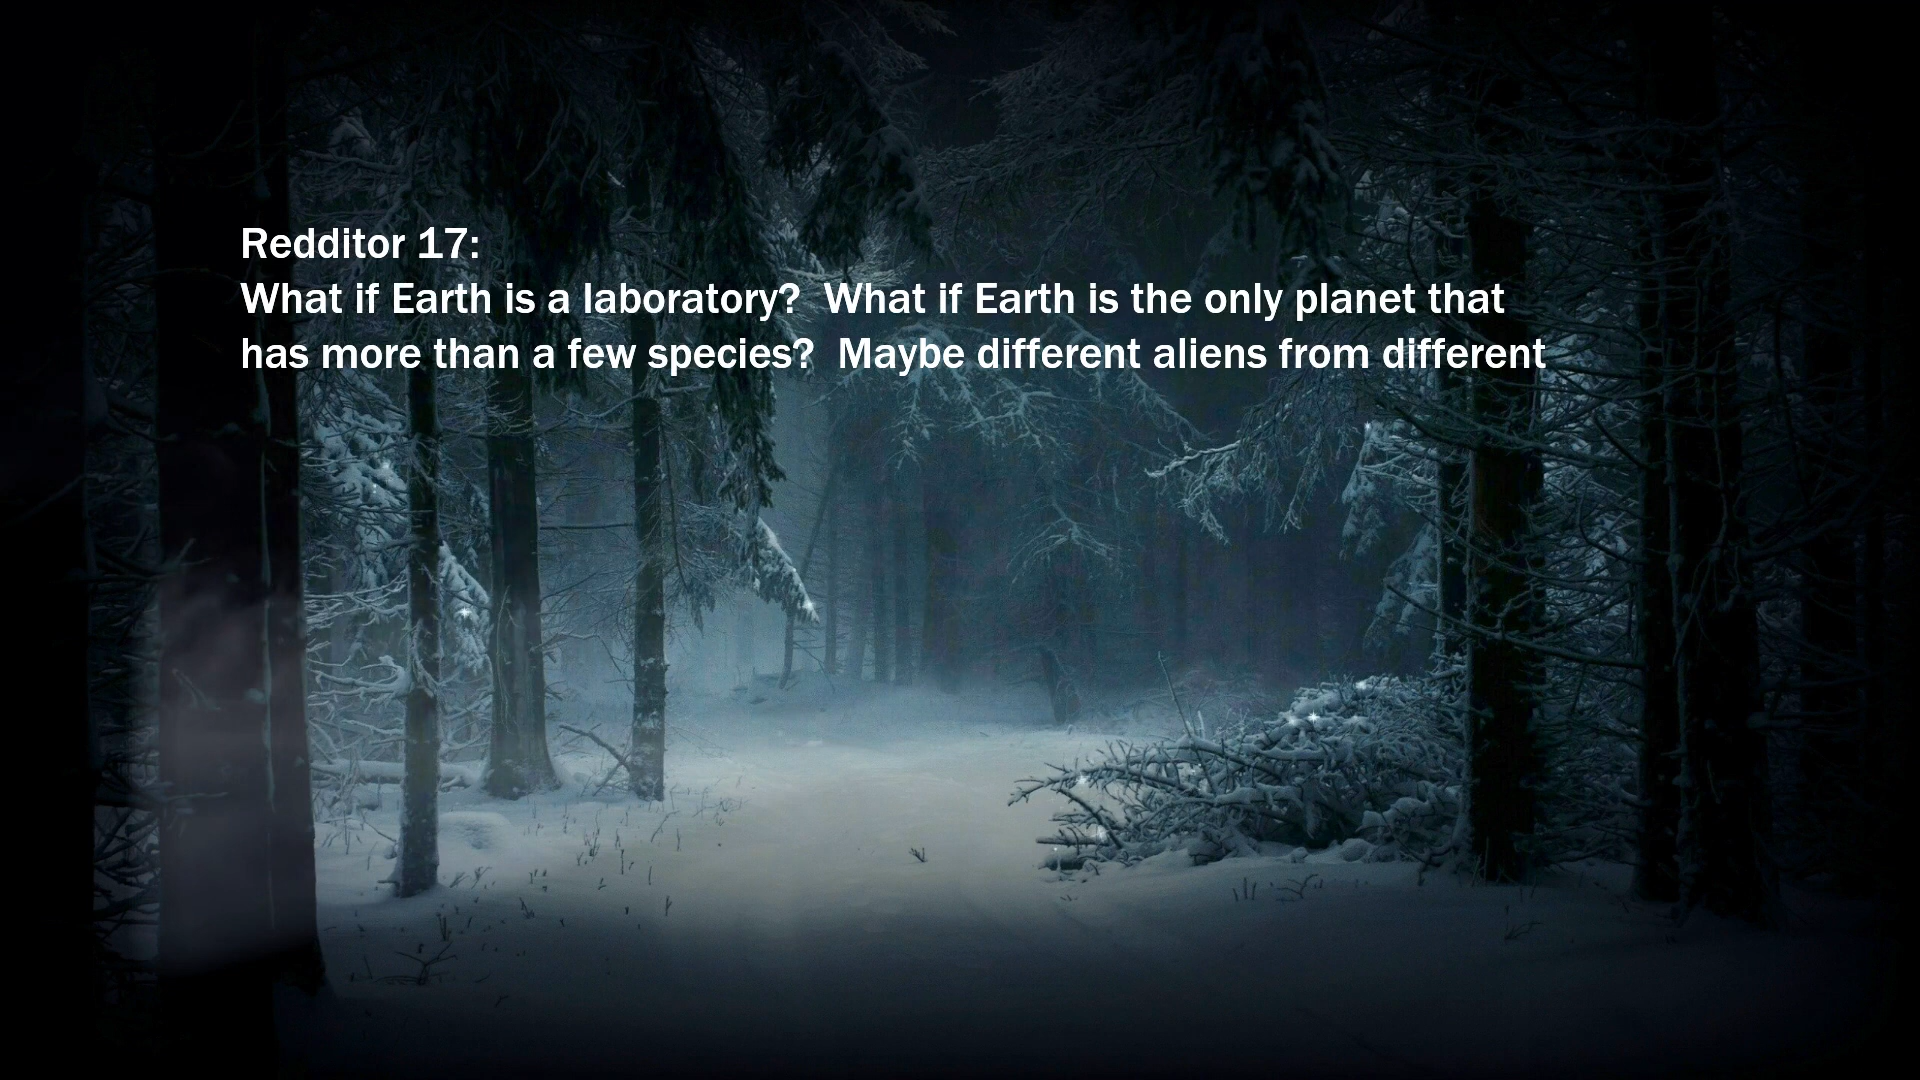 Redditor 17:
What if Earth is a laboratory?  What if Earth is the only planet that
has more than a few species?  Maybe different aliens from different